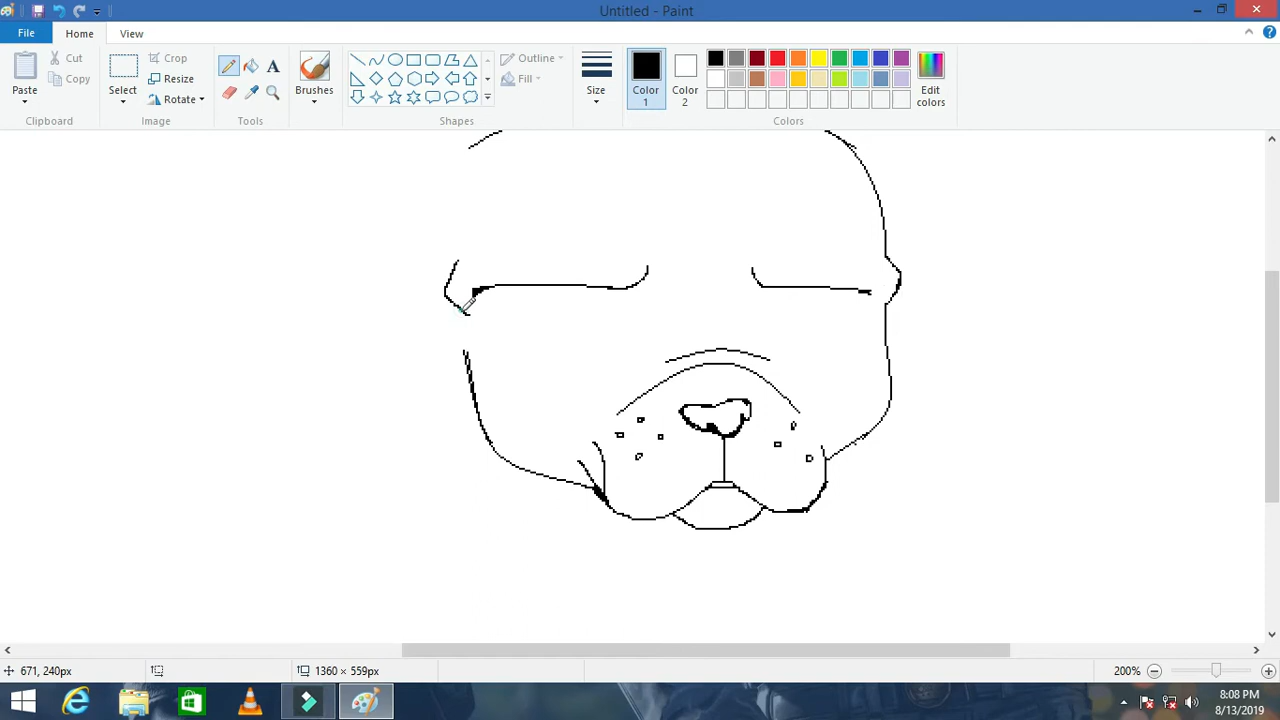 Untitled - Paint
File
Home
View
Paste
Cut
Copy
Clipboard
Select
Crop
Resize
Rotate
Image
A
Tools
Brushes
Outline
Fill
Shapes
Size
Color 1
Color 2
Edit colors
Colors
671, 240px
1360 × 559px
200%
8:08 PM
8/13/2019